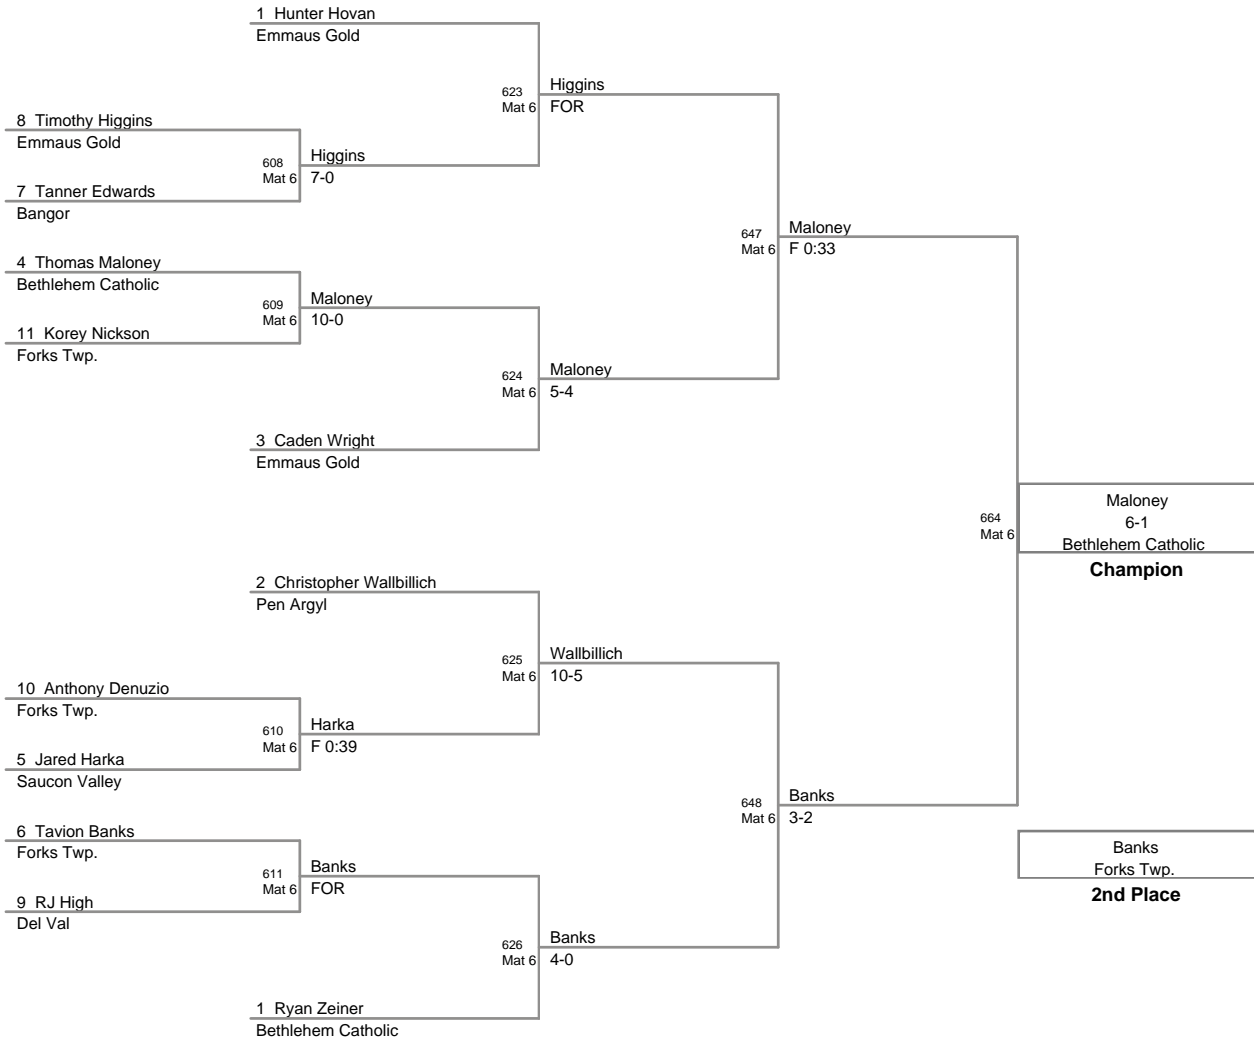 1 Hunter Hovan
Emmaus Gold
623
Mat 6
Higgins
FOR
8 Timothy Higgins
Emmaus Gold
608
Mat 6
Higgins
7-0
7 Tanner Edwards
Bangor
647
Mat 6
Maloney
F 0:33
4 Thomas Maloney
Bethlehem Catholic
609
Mat 6
Maloney
10-0
11 Korey Nickson
Forks Twp.
624
Mat 6
Maloney
5-4
3 Caden Wright
Emmaus Gold
664
Mat 6
Maloney
6-1
Bethlehem Catholic
Champion
2 Christopher Wallbillich
Pen Argyl
625
Mat 6
Wallbillich
10-5
10 Anthony Denuzio
Forks Twp.
610
Mat 6
Harka
F 0:39
5 Jared Harka
Saucon Valley
648
Mat 6
Banks
3-2
6 Tavion Banks
Forks Twp.
611
Mat 6
Banks
FOR
9 RJ High
Del Val
Banks
Forks Twp.
2nd Place
626
Mat 6
Banks
4-0
1 Ryan Zeiner
Bethlehem Catholic